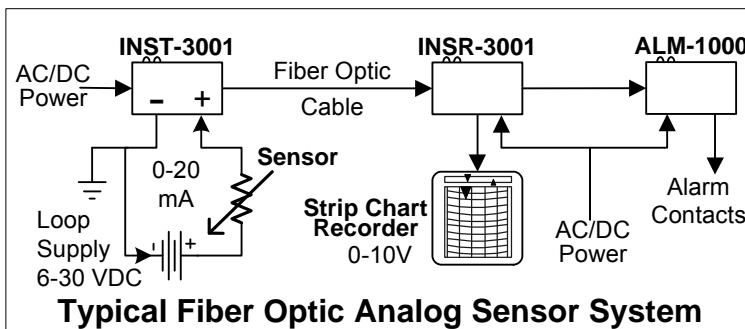 INST-3001
INSR-3001
ALM-1000
AC/DC
Power
- +
Fiber Optic
Cable
0-20
mA
Sensor
Loop
Supply
6-30 VDC
- +
Strip Chart
Recorder
0-10V
AC/DC
Power
Alarm
Contacts
Typical Fiber Optic Analog Sensor System